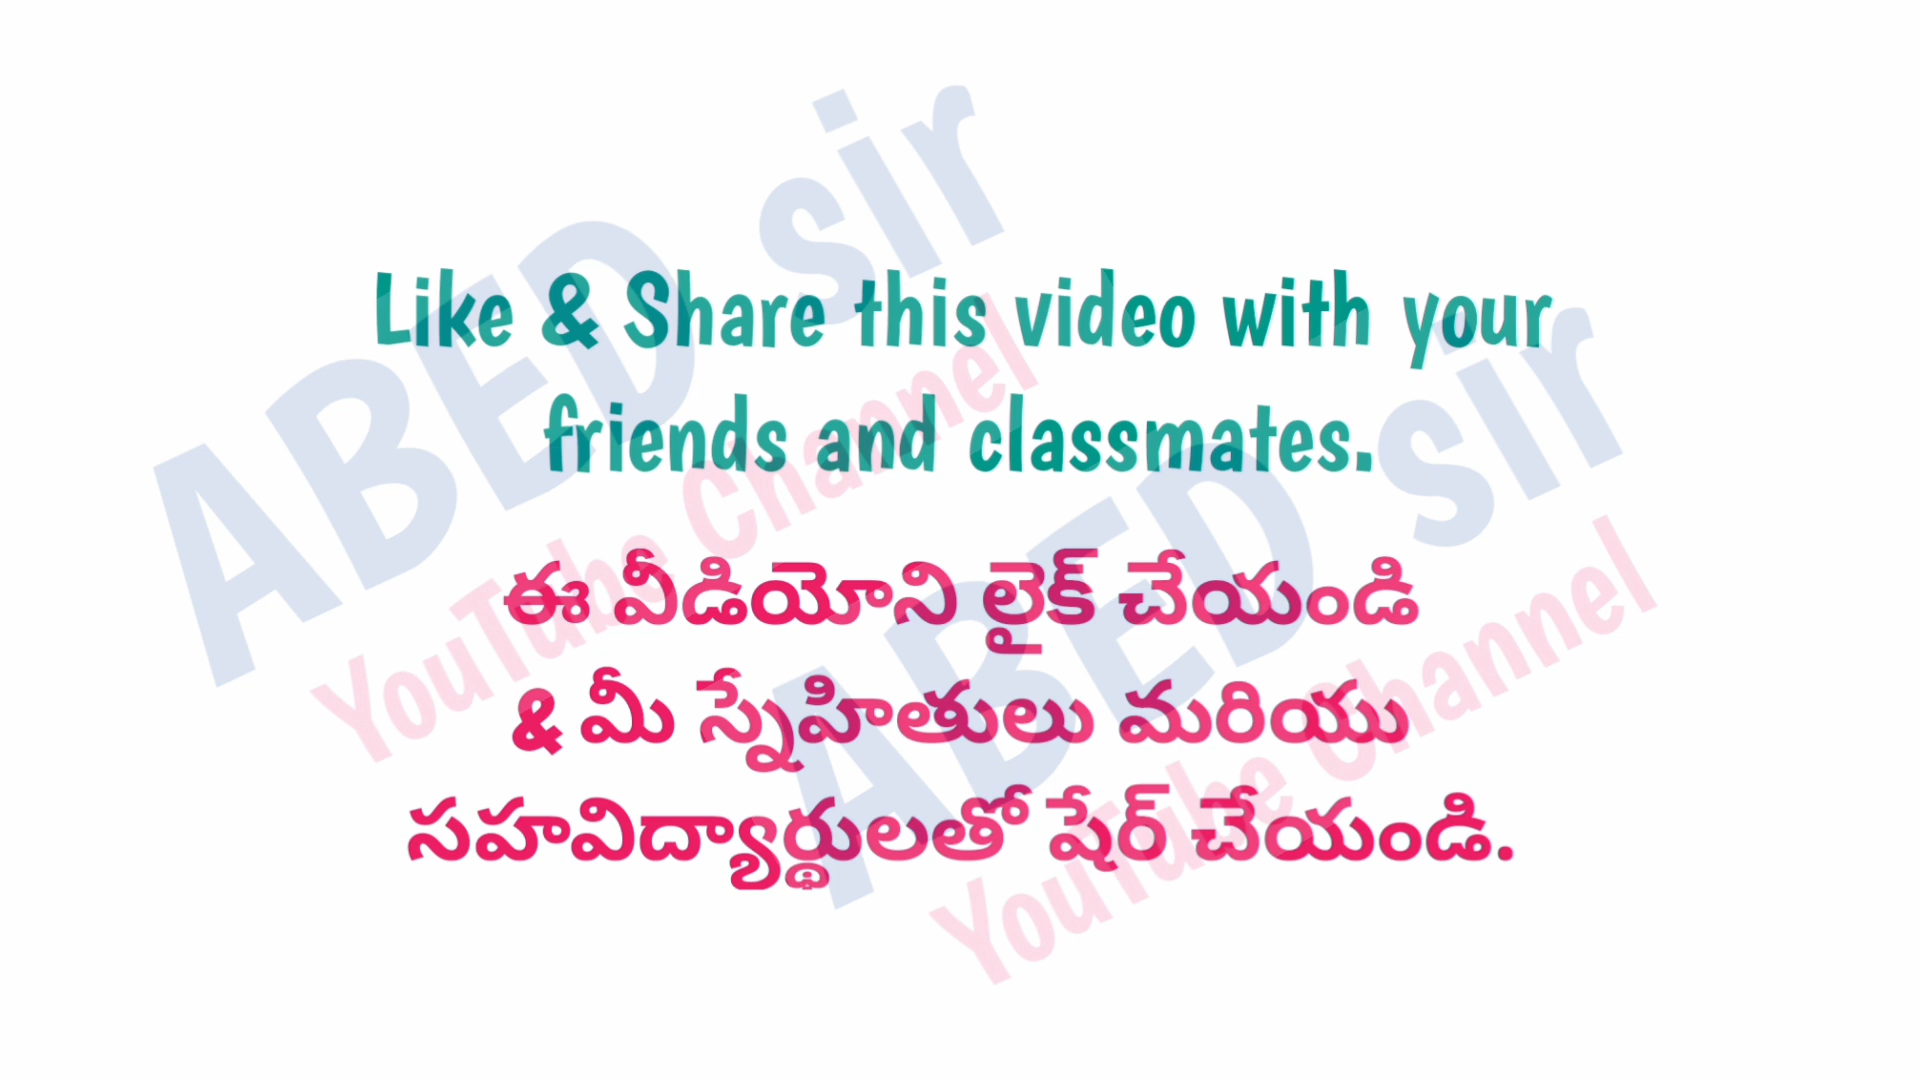 Like & Share this video with your
friends and classmates.
ఈ వీడియోని లైక్ చేయండి
& మీ స్నేహితులు మరియు
సహవిద్యార్థులతో షేర్ చేయండి.
ABED sir
YouTube Channel
ABED sir
YouTube Channel